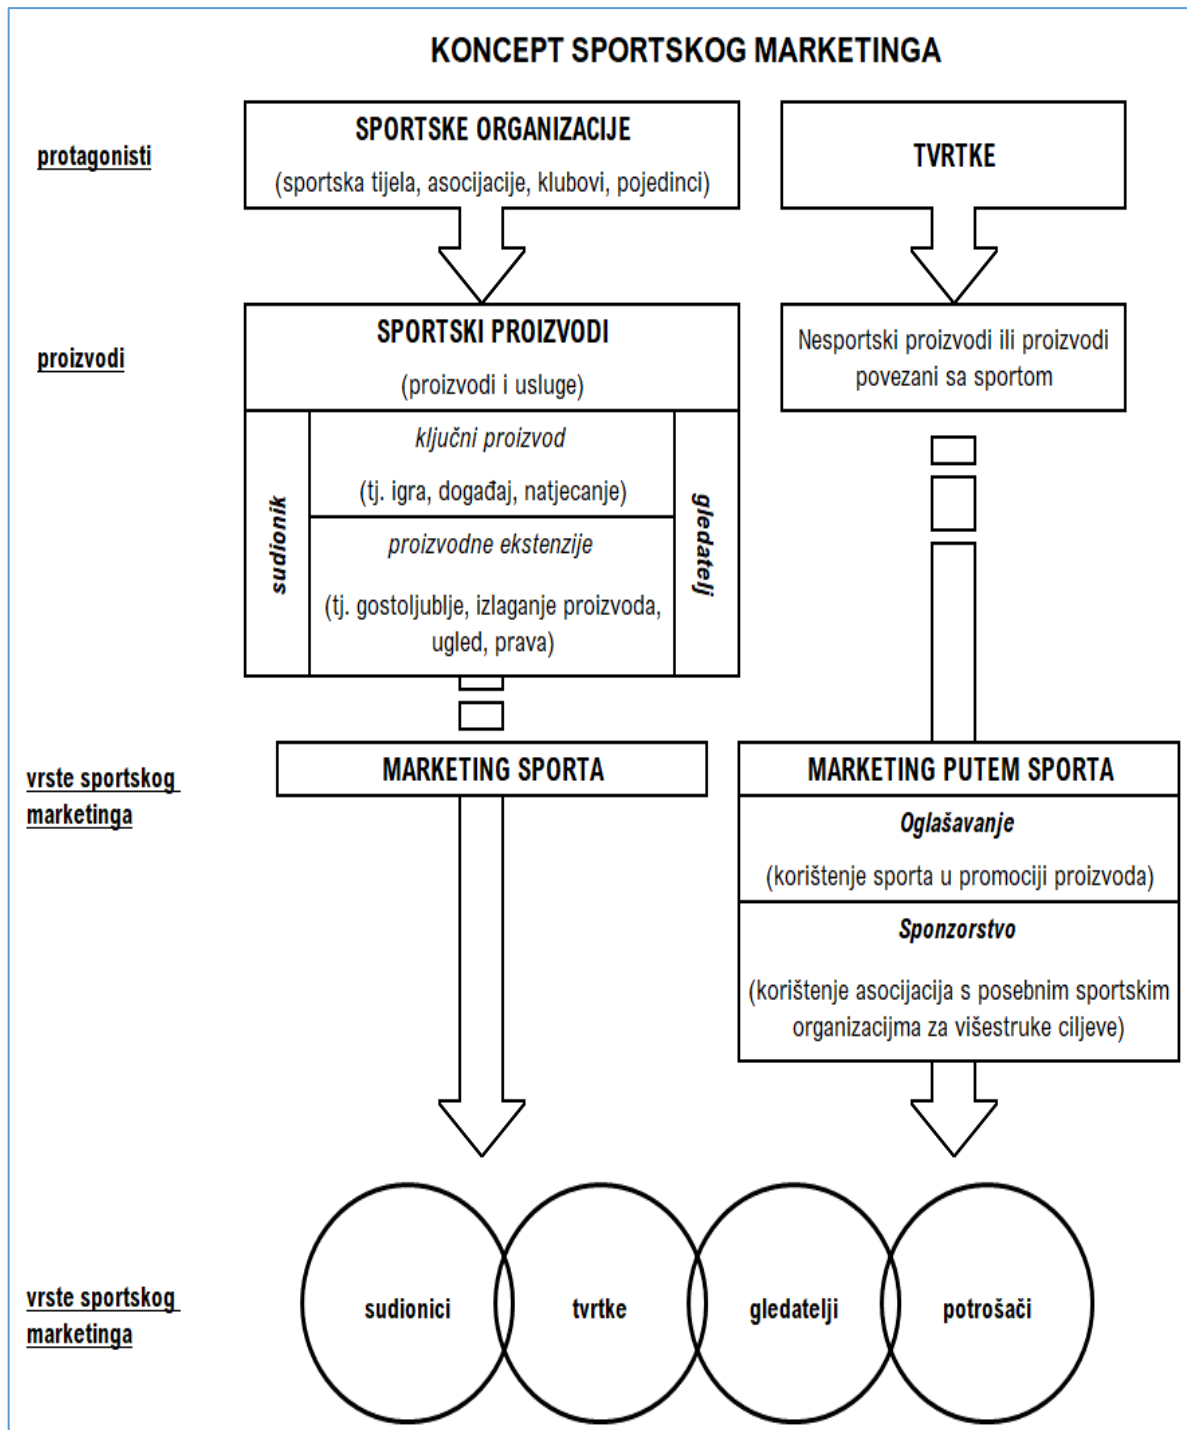 KONCEPT SPORTSKOG MARKETINGA
protagonisti
SPORTSKE ORGANIZACIJE
(sportska tijela, asocijacije, klubovi, pojedinci)
TVRTKE
proizvodi
SPORTSKI PROIZVODI
(proizvodi i usluge)
sudionik
ključni proizvod
(tj. igra, događaj, natjecanje)
proizvodne ekstenzije
(tj. gostoljublje, izlaganje proizvoda,
ugled, prava)
gledatelj
Nesportski proizvodi ili proizvodi
povezani sa sportom
vrste sportskog
marketinga
MARKETING SPORTA
MARKETING PUTEM SPORTA
Oglašavanje
(korištenje sporta u promociji proizvoda)
Sponzorstvo
(korištenje asocijacija s posebnim sportskim
organizacijma za višestruke ciljeve)
vrste sportskog
marketinga
sudionici
tvrtke
gledatelji
potrošači